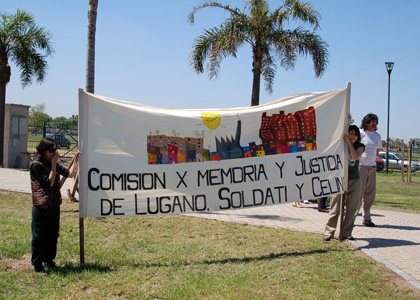 COMISION X MEMORIA Y JUSTICIA
DE LUGANO, SOLDATI Y CELINA